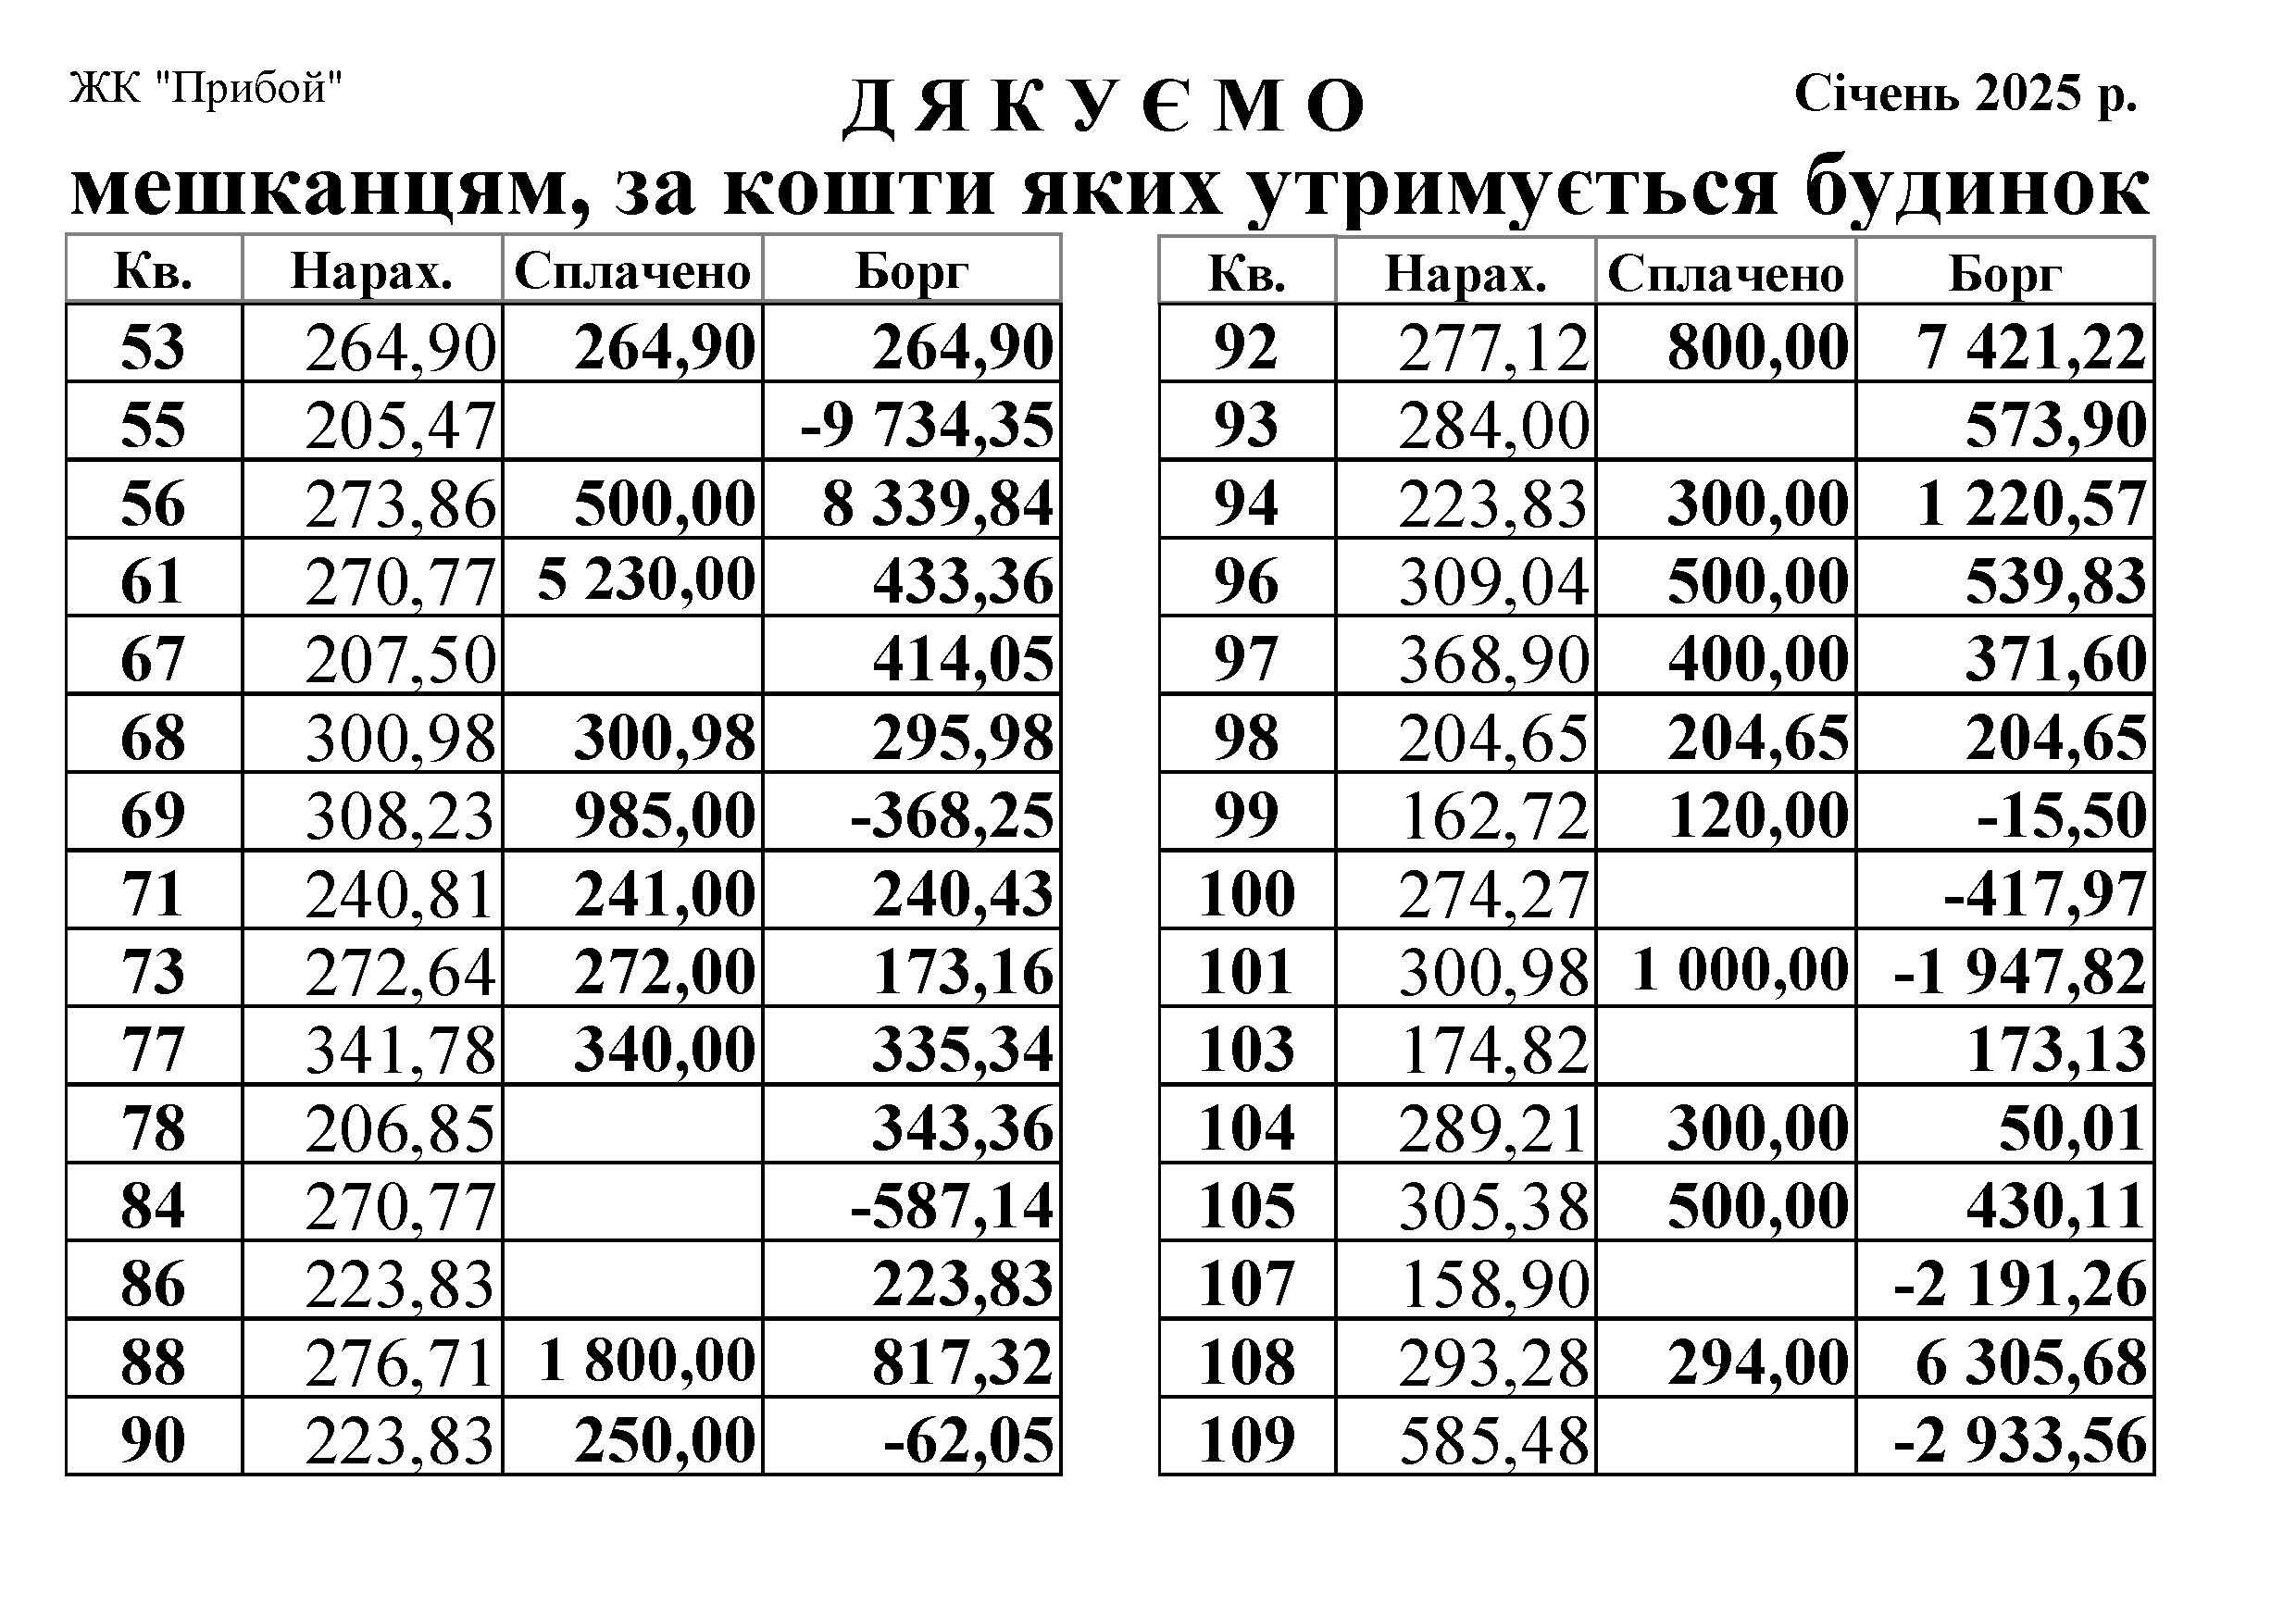 ЖК "Прибой"
Д Я К У Є М О
Січень 2025 р.
мешканцям, за кошти яких утримується будинок
Кв. Нарах. Сплачено Борг
53 264,90 264,90 264,90
55 205,47 -9 734,35
56 273,86 500,00 8 339,84
61 270,77 5 230,00 433,36
67 207,50 414,05
68 300,98 300,98 295,98
69 308,23 985,00 -368,25
71 240,81 241,00 240,43
73 272,64 272,00 173,16
77 341,78 340,00 335,34
78 206,85 343,36
84 270,77 -587,14
86 223,83 223,83
88 276,71 1 800,00 817,32
90 223,83 250,00 -62,05
Кв. Нарах. Сплачено Борг
92 277,12 800,00 7 421,22
93 284,00 573,90
94 223,83 300,00 1 220,57
96 309,04 500,00 539,83
97 368,90 400,00 371,60
98 204,65 204,65 204,65
99 162,72 120,00 -15,50
100 274,27 -417,97
101 300,98 1 000,00 -1 947,82
103 174,82 173,13
104 289,21 300,00 50,01
105 305,38 500,00 430,11
107 158,90 -2 191,26
108 293,28 294,00 6 305,68
109 585,48 -2 933,56